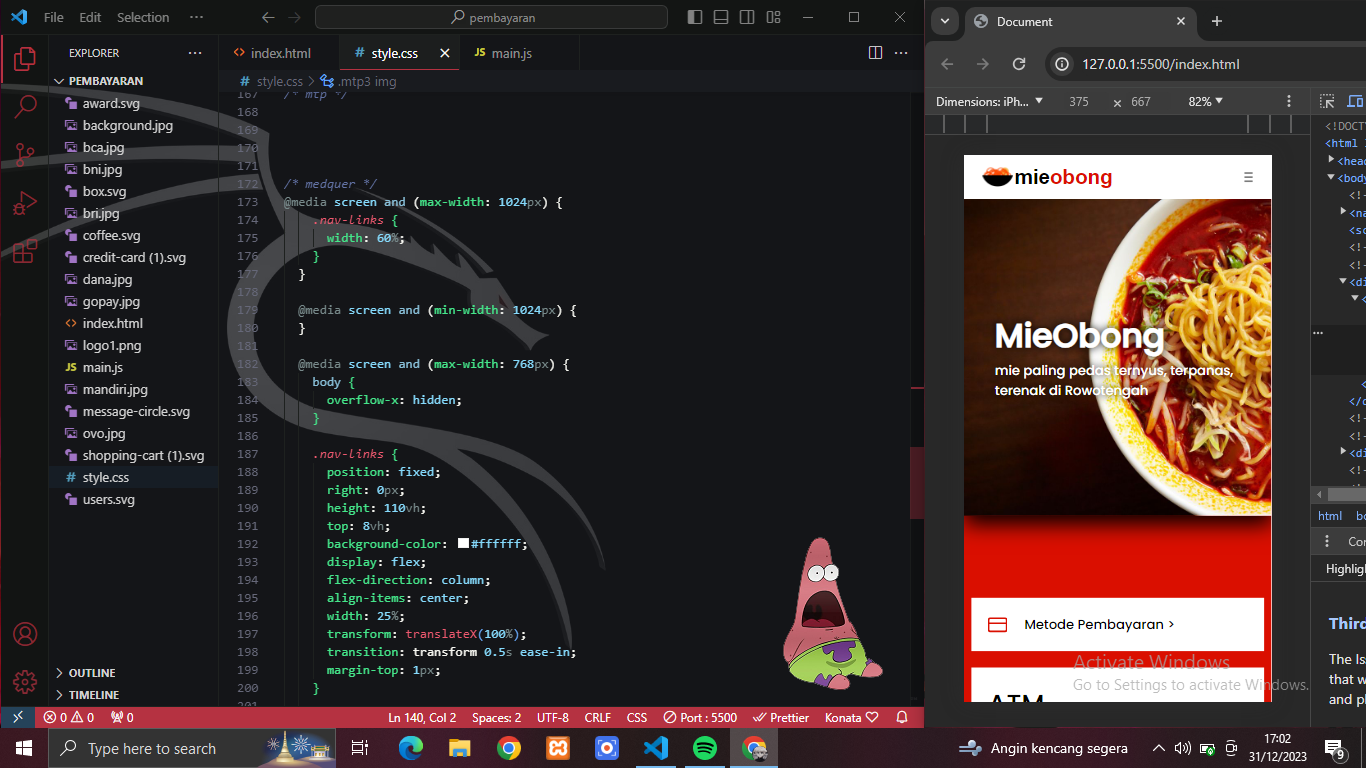 File Edit Selection ···
pembayaran
EXPLORER ···
PEMBAYARAN
award.svg
background.jpg
bca.jpg
bni.jpg
box.svg
bri.jpg
coffee.svg
credit-card (1).svg
dana.jpg
gopay.jpg
index.html
logo1.png
JS main.js
mandiri.jpg
message-circle.svg
ovo.jpg
shopping-cart (1).svg
# style.css
users.svg
OUTLINE
TIMELINE
<> index.html # style.css JS main.js ···
# style.css > .mtp3 img
167 /* mtp */
168
169
170
171
172 /* medquer */
173 @media screen and (max-width: 1024px) {
174 .nav-links {
175 width: 60%;
176 }
177 }
178
179 @media screen and (min-width: 1024px) {
180 }
181
182 @media screen and (max-width: 768px) {
183 body {
184 overflow-x: hidden;
185 }
186
187 .nav-links {
188 position: fixed;
189 right: 0px;
190 height: 110vh;
191 top: 8vh;
192 background-color: #ffffff;
193 display: flex;
194 flex-direction: column;
195 align-items: center;
196 width: 25%;
197 transform: translateX(100%);
198 transition: transform 0.5s ease-in;
199 margin-top: 1px;
200 }
201
0 0 0 Ln 140, Col 2 Spaces: 2 UTF-8 CRLF CSS Port : 5500 Prettier Konata
Document
127.0.0.1:5500/index.html
Dimensions: iPh... 375 × 667 82%
mieobong
MieObong
mie paling pedas ternyus, terpanas,
terenak di Rowotengah
Metode Pembayaran >
ATM
Activate Windows
Go to Settings to activate Windows.
<!DOCT
<html
<head
<body
<!-
<na
<sc
<!-
<!-
<di
<
...
<
</d
<!-
<!-
<di
html bo
Con
Highligh
Third
The Iss
that w
and ph
Type here to search
Angin kencang segera
17:02
31/12/2023
9